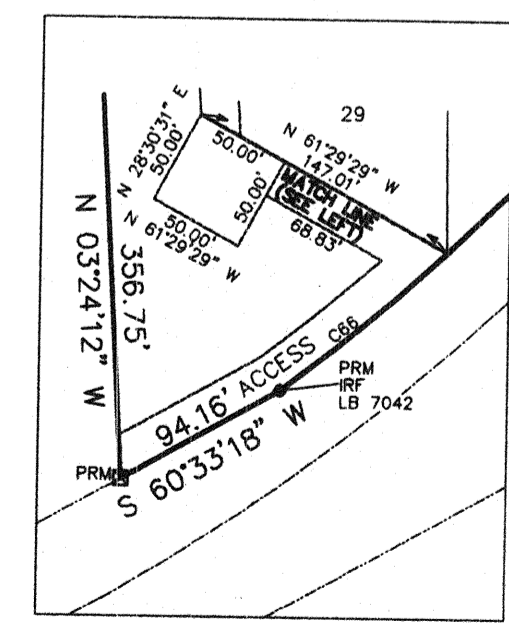 29
N 61°29'29" W
147.01'
50.00'
N 28°30'31" E
50.00'
MATCH LINE
(SEE LEFT)
50.00'
68.83'
50.00'
N 61°29'29" W
N 03°24'12" W
356.75'
C66
94.16' ACCESS
PRM
IRF
LB 7042
S 60°33'18" W
PRM